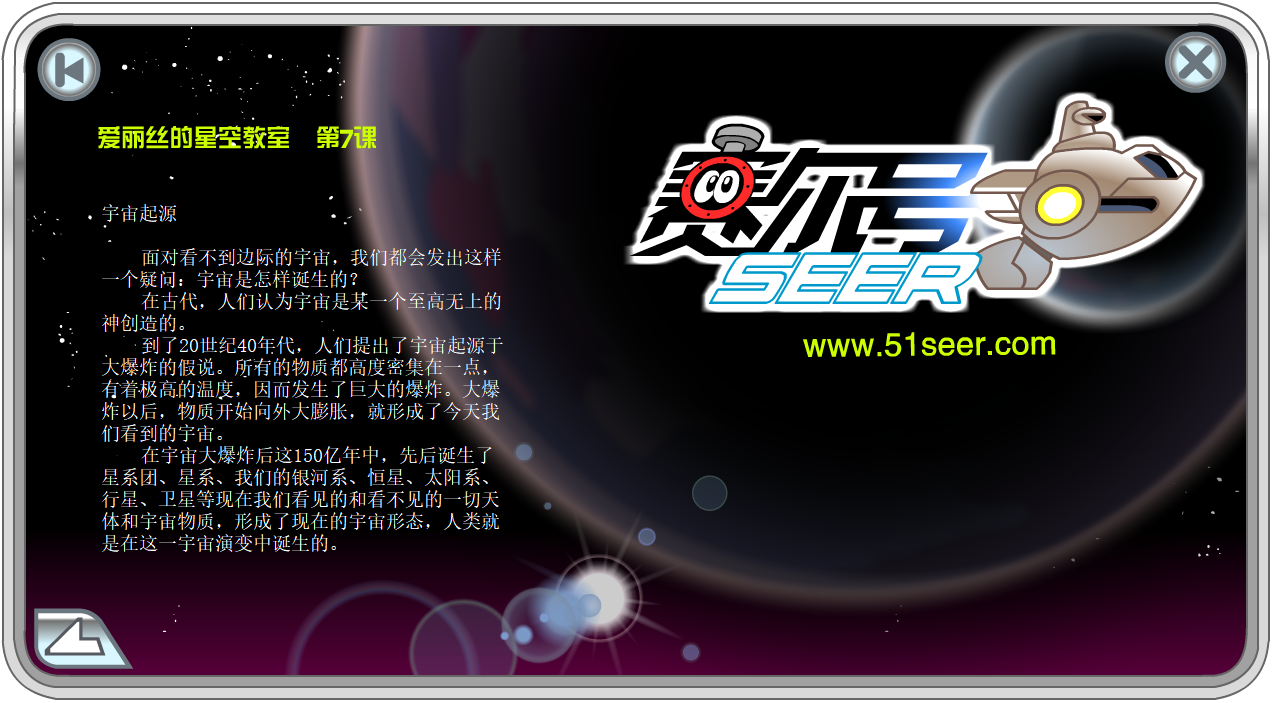 爱丽丝的星空教室 第7课
宇宙起源
面对看不到边际的宇宙，我们都会发出这样
一个疑问：宇宙是怎样诞生的？
在古代，人们认为宇宙是某一个至高无上的
神创造的。
到了20世纪40年代，人们提出了宇宙起源于
大爆炸的假说。所有的物质都高度密集在一点，
有着极高的温度，因而发生了巨大的爆炸。大爆
炸以后，物质开始向外大膨胀，就形成了今天我
们看到的宇宙。
在宇宙大爆炸后这150亿年中，先后诞生了
星系团、星系、我们的银河系、恒星、太阳系、
行星、卫星等现在我们看见的和看不见的一切天
体和宇宙物质，形成了现在的宇宙形态，人类就
是在这一宇宙演变中诞生的。
赛尔号
SEER
www.51seer.com